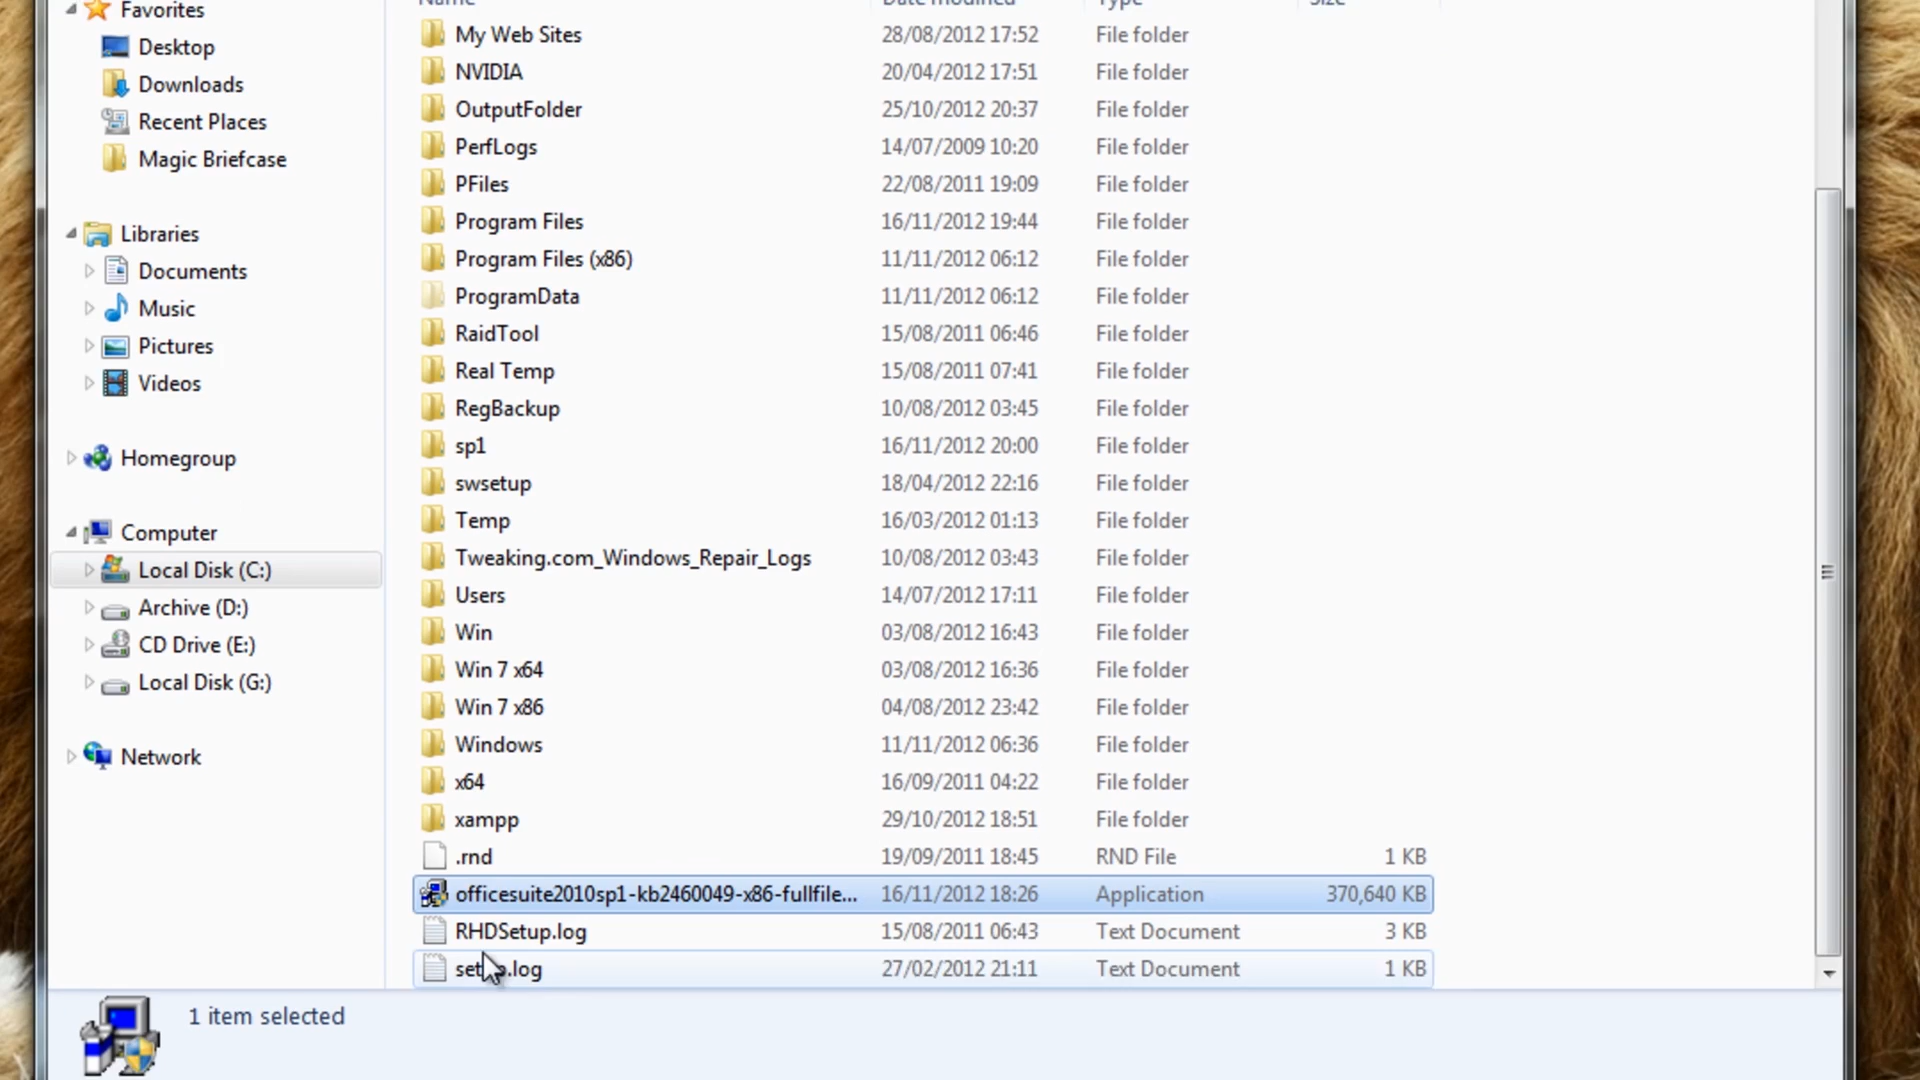 Favorites
Desktop
Downloads
Recent Places
Magic Briefcase
Libraries
Documents
Music
Pictures
Videos
Homegroup
Computer
Local Disk (C:)
Archive (D:)
CD Drive (E:)
Local Disk (G:)
Network
Name Date modified Type Size
My Web Sites 28/08/2012 17:52 File folder
NVIDIA 20/04/2012 17:51 File folder
OutputFolder 25/10/2012 20:37 File folder
PerfLogs 14/07/2009 10:20 File folder
PFiles 22/08/2011 19:09 File folder
Program Files 16/11/2012 19:44 File folder
Program Files (x86) 11/11/2012 06:12 File folder
ProgramData 11/11/2012 06:12 File folder
RaidTool 15/08/2011 06:46 File folder
Real Temp 15/08/2011 07:41 File folder
RegBackup 10/08/2012 03:45 File folder
sp1 16/11/2012 20:00 File folder
swsetup 18/04/2012 22:16 File folder
Temp 16/03/2012 01:13 File folder
Tweaking.com_Windows_Repair_Logs 10/08/2012 03:43 File folder
Users 14/07/2012 17:11 File folder
Win 03/08/2012 16:43 File folder
Win 7 x64 03/08/2012 16:36 File folder
Win 7 x86 04/08/2012 23:42 File folder
Windows 11/11/2012 06:36 File folder
x64 16/09/2011 04:22 File folder
xampp 29/10/2012 18:51 File folder
.rnd 19/09/2011 18:45 RND File 1 KB
officesuite2010sp1-kb2460049-x86-fullfile... 16/11/2012 18:26 Application 370,640 KB
RHDSetup.log 15/08/2011 06:43 Text Document 3 KB
setup.log 27/02/2012 21:11 Text Document 1 KB
1 item selected